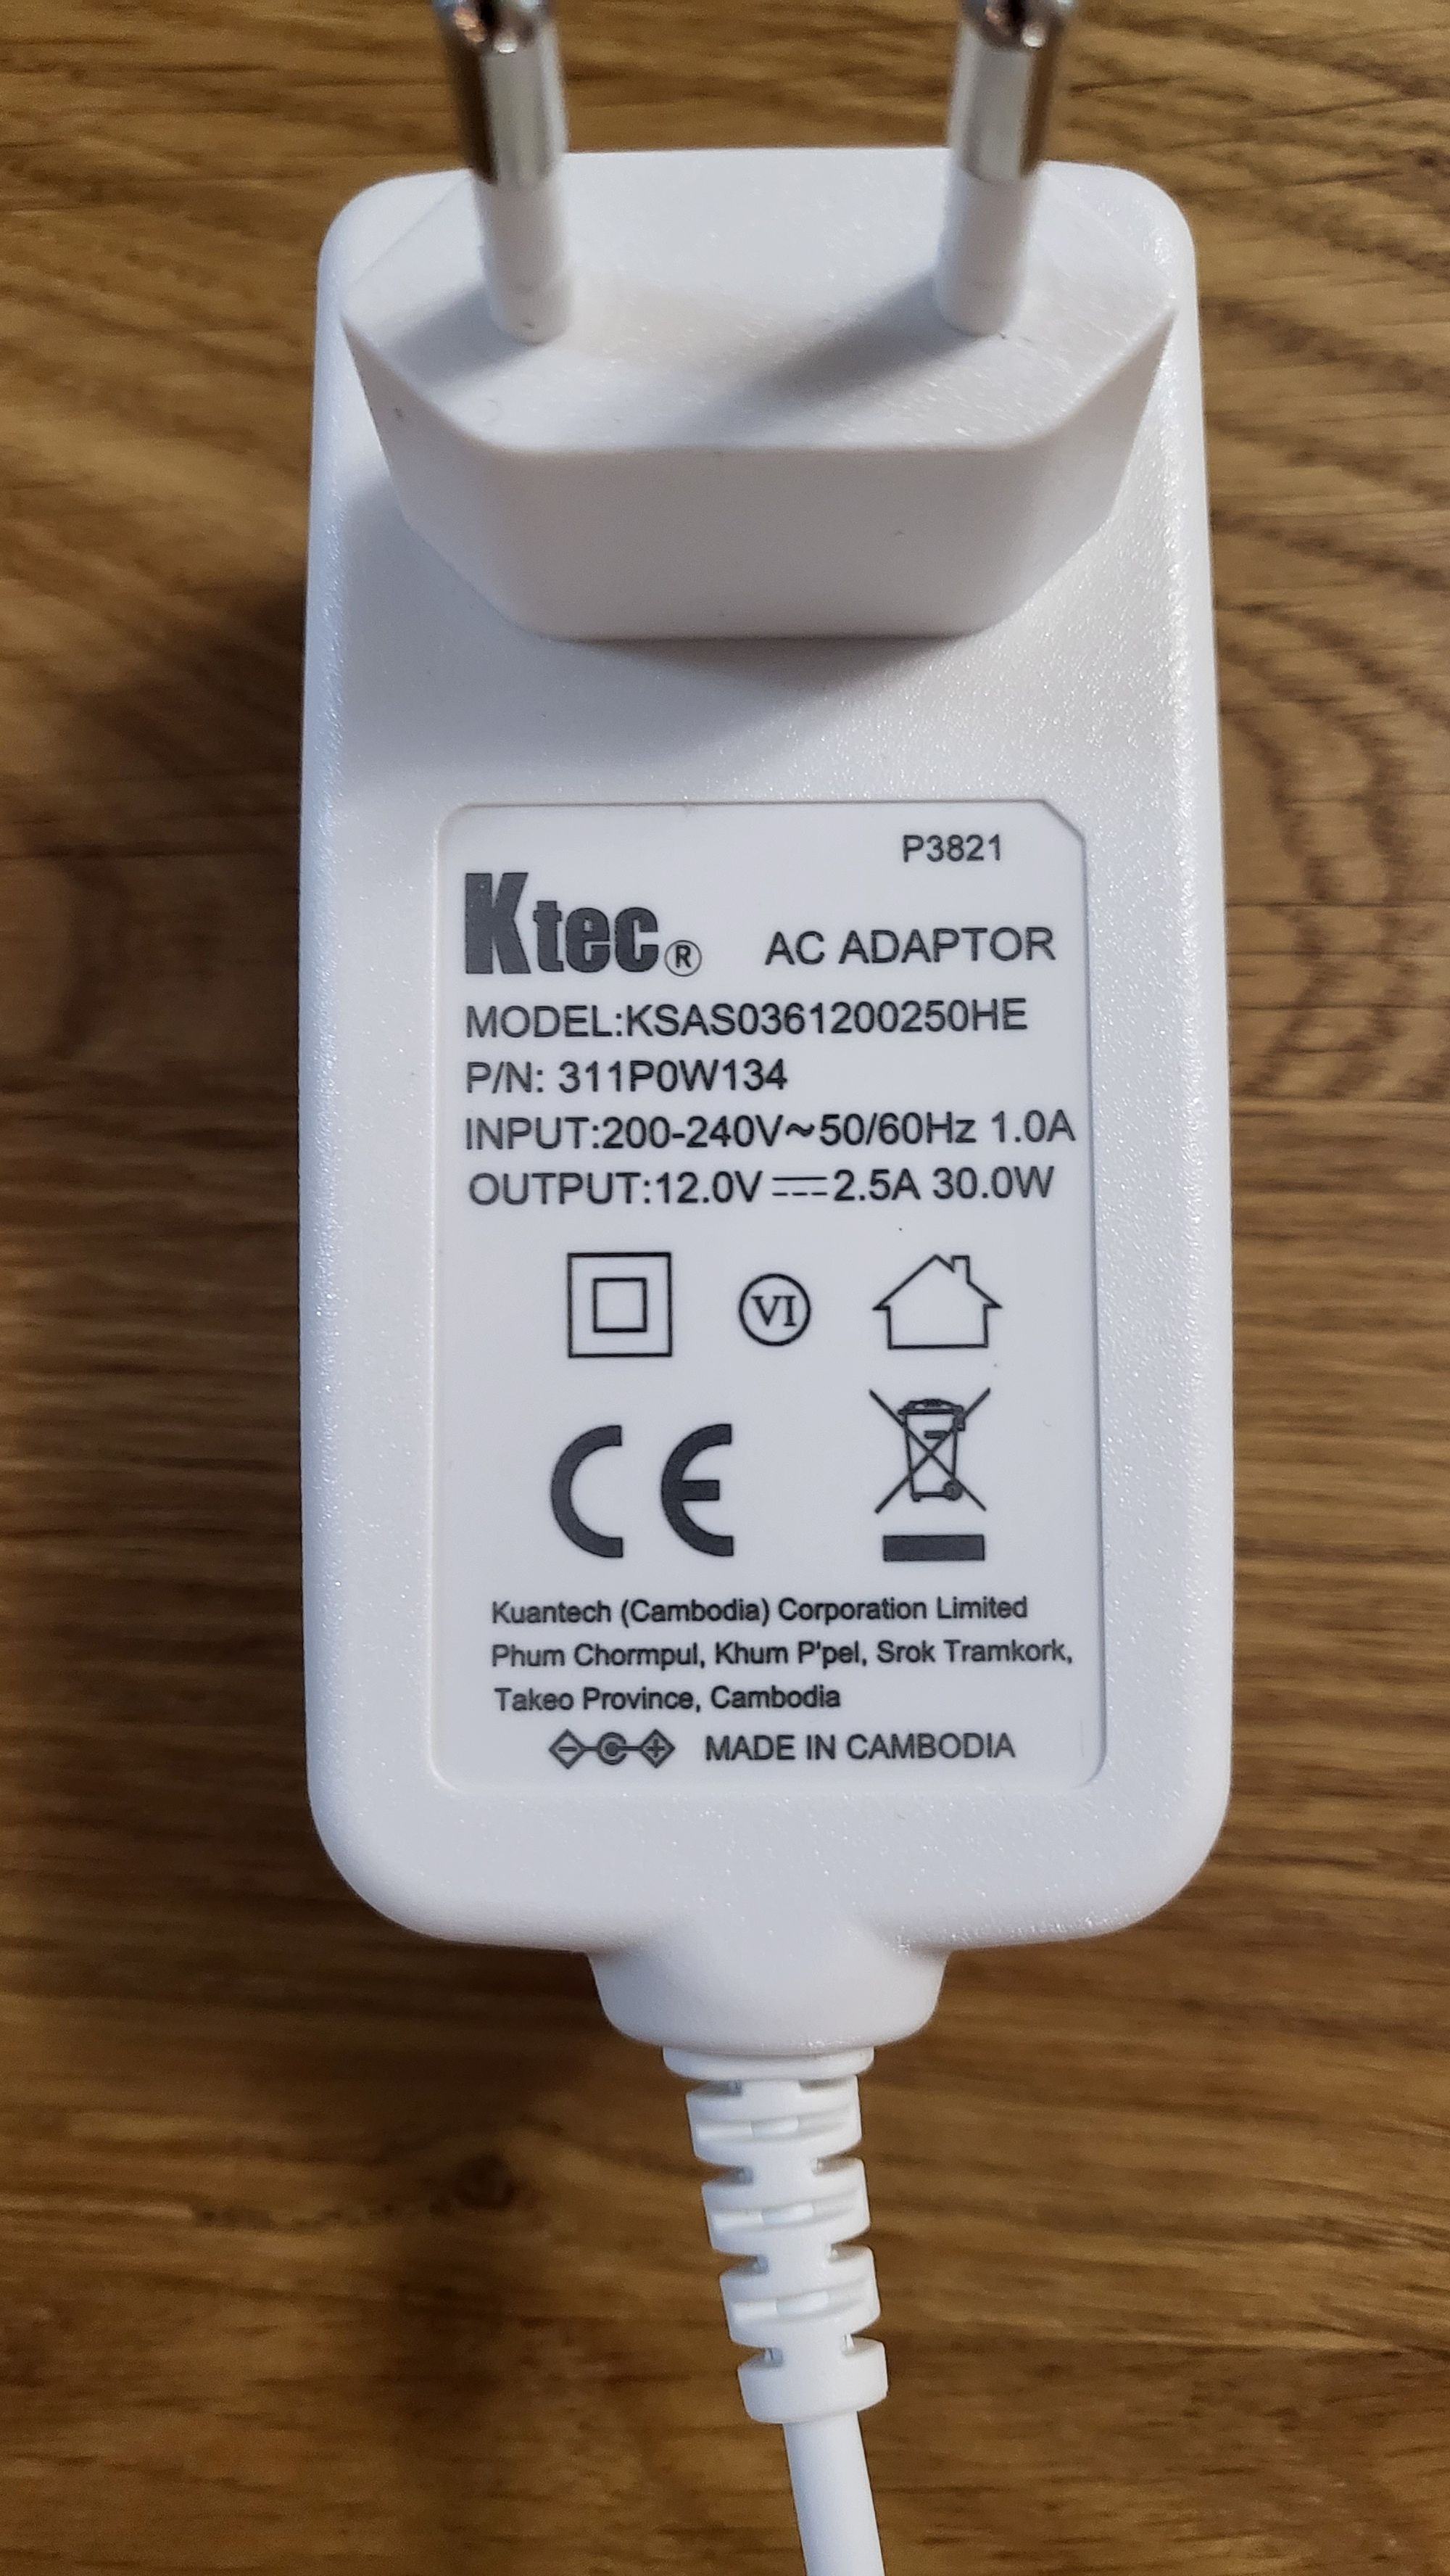 P3821
Ktec® AC ADAPTOR
MODEL:KSAS0361200250HE
P/N: 311P0W134
INPUT:200-240V~50/60Hz 1.0A
OUTPUT:12.0V⎓2.5A 30.0W
VI
CE
Kuantech (Cambodia) Corporation Limited
Phum Chormpul, Khum P'pel, Srok Tramkork,
Takeo Province, Cambodia
MADE IN CAMBODIA